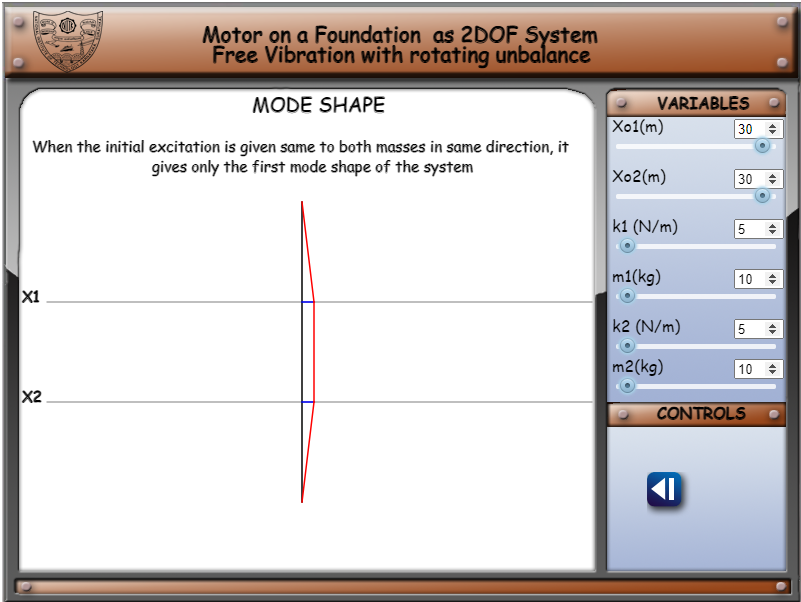 Motor on a Foundation as 2DOF System
Free Vibration with rotating unbalance
MODE SHAPE
When the initial excitation is given same to both masses in same direction, it
gives only the first mode shape of the system
X1
X2
VARIABLES
Xo1(m) 30
Xo2(m) 30
k1 (N/m) 5
m1(kg) 10
k2 (N/m) 5
m2(kg) 10
CONTROLS